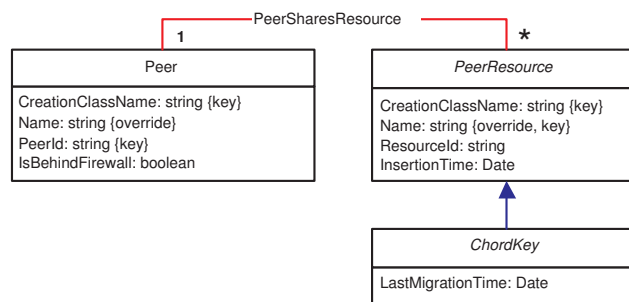 PeerSharesResource
1
*
Peer
CreationClassName: string {key}
Name: string {override}
PeerId: string {key}
IsBehindFirewall: boolean
PeerResource
CreationClassName: string {key}
Name: string {override, key}
ResourceId: string
InsertionTime: Date
ChordKey
LastMigrationTime: Date